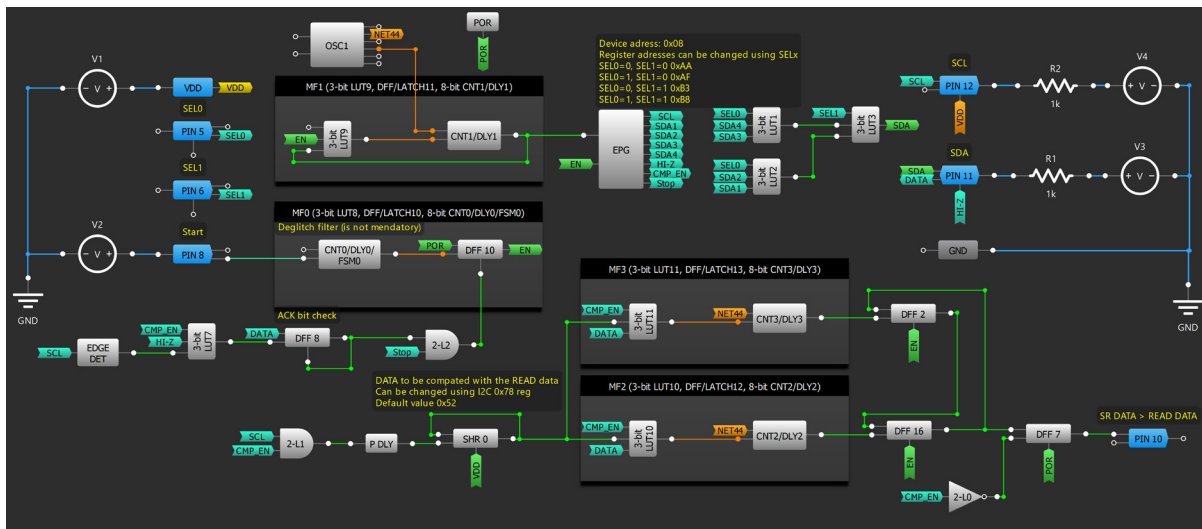 V1
VDD
VDD
SEL0
PIN 5
SEL0
SEL1
PIN 6
SEL1
V2
Start
PIN 8
GND
OSC1
NET44
POR
POR
MF1 (3-bit LUT9, DFF/LATCH11, 8-bit CNT1/DLY1)
EN
3-bit LUT9
CNT1/DLY1
MF0 (3-bit LUT8, DFF/LATCH10, 8-bit CNT0/DLY0/FSM0)
Deglitch filter (is not mendatory)
CNT0/DLY0/
FSM0
POR
DFF 10
EN
Device adress: 0x08
Register adresses can be changed using SELx
SEL0=0, SEL1=0 0xAA
SEL0=1, SEL1=0 0xAF
SEL0=0, SEL1=1 0xB3
SEL0=1, SEL1=1 0xB8
EN
EPG
SCL
SDA1
SDA2
SDA3
SDA4
HI-Z
CMP_EN
Stop
SEL0
SDA4
SDA3
3-bit LUT1
SEL0
SDA2
SDA1
3-bit LUT2
SEL1
3-bit LUT3
SDA
SCL
SCL
PIN 12
VDD
R2
1k
V4
SDA
SDA
DATA
PIN 11
HI-Z
R1
1k
V3
GND
GND
ACK bit check
SCL
EDGE
DET
CMP_EN
HI-Z
3-bit LUT7
DATA
DFF 8
Stop
2-L2
DATA to be compated with the READ data
Can be changed using I2C 0x78 reg
Default value 0x52
SCL
CMP_EN
2-L1
P DLY
SHR 0
VDD
MF3 (3-bit LUT11, DFF/LATCH13, 8-bit CNT3/DLY3)
CMP_EN
DATA
3-bit LUT11
NET44
CNT3/DLY3
DFF 2
EN
MF2 (3-bit LUT10, DFF/LATCH12, 8-bit CNT2/DLY2)
CMP_EN
DATA
3-bit LUT10
NET44
CNT2/DLY2
DFF 16
EN
CMP_EN
2-L0
DFF 7
POR
SR DATA > READ DATA
PIN 10